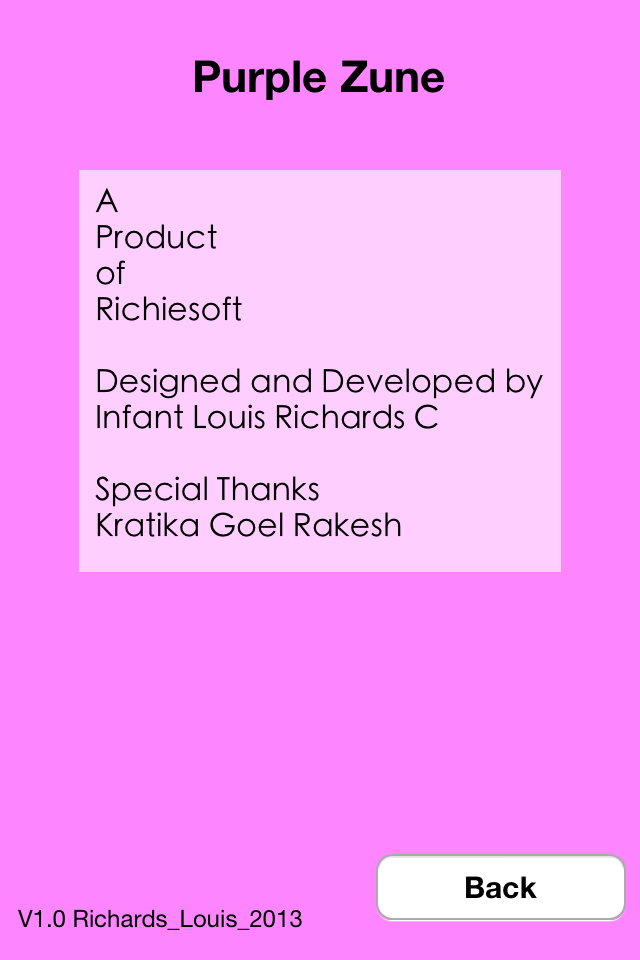 Purple Zune
A
Product
of
Richiesoft
Designed and Developed by
Infant Louis Richards C
Special Thanks
Kratika Goel Rakesh
Back
V1.0 Richards_Louis_2013